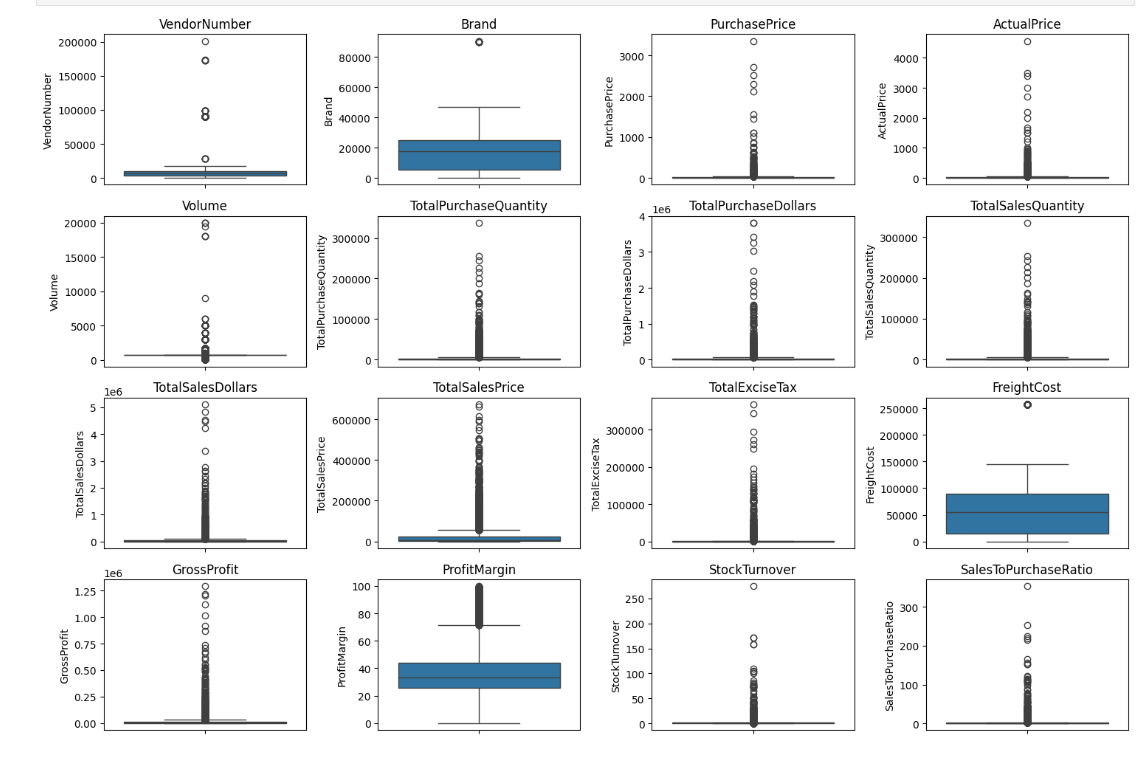 VendorNumber
Brand
PurchasePrice
ActualPrice
VendorNumber
200000
150000
100000
50000
0
Brand
80000
60000
40000
20000
0
PurchasePrice
3000
2000
1000
0
ActualPrice
4000
3000
2000
1000
0
Volume
TotalPurchaseQuantity
1e6
TotalPurchaseDollars
TotalSalesQuantity
Volume
20000
15000
10000
5000
0
TotalPurchaseQuantity
300000
200000
100000
0
TotalPurchaseDollars
4
3
2
1
0
TotalSalesQuantity
300000
200000
100000
0
1e6
TotalSalesDollars
TotalSalesPrice
TotalExciseTax
FreightCost
TotalSalesDollars
5
4
3
2
1
0
TotalSalesPrice
600000
400000
200000
0
TotalExciseTax
300000
200000
100000
0
FreightCost
250000
200000
150000
100000
50000
0
1e6
GrossProfit
ProfitMargin
StockTurnover
SalesToPurchaseRatio
GrossProfit
1.25
1.00
0.75
0.50
0.25
0.00
ProfitMargin
100
80
60
40
20
0
StockTurnover
250
200
150
100
50
0
SalesToPurchaseRatio
300
200
100
0